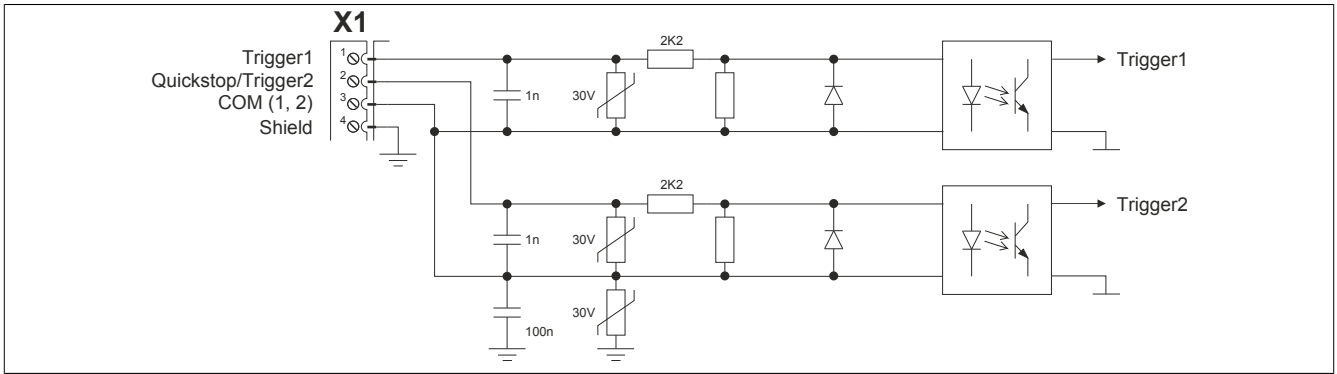 X1
Trigger1
1
Quickstop/Trigger2
2
COM (1, 2)
3
Shield
4
2K2
1n
30V
Trigger1
2K2
1n
30V
Trigger2
100n
30V